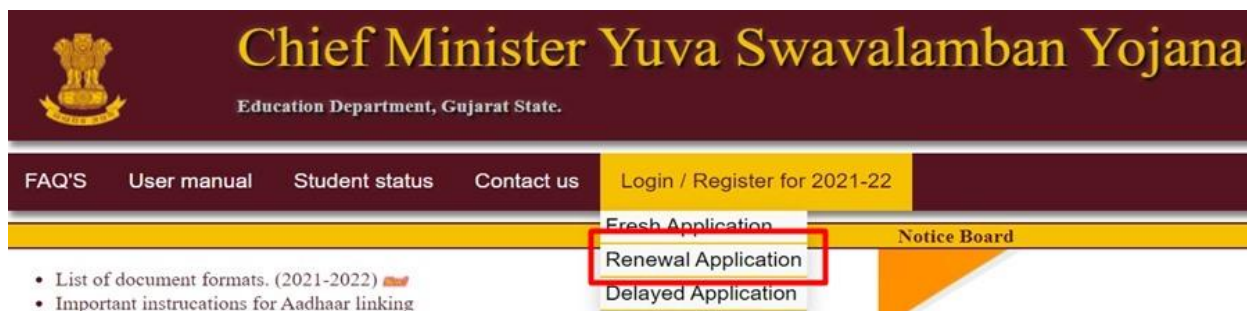 Chief Minister Yuva Swavalamban Yojana
Education Department, Gujarat State.
FAQ'S User manual Student status Contact us Login / Register for 2021-22
Fresh Application
Notice Board
Renewal Application
• List of document formats. (2021-2022)
Delayed Application
• Important instrucations for Aadhaar linking